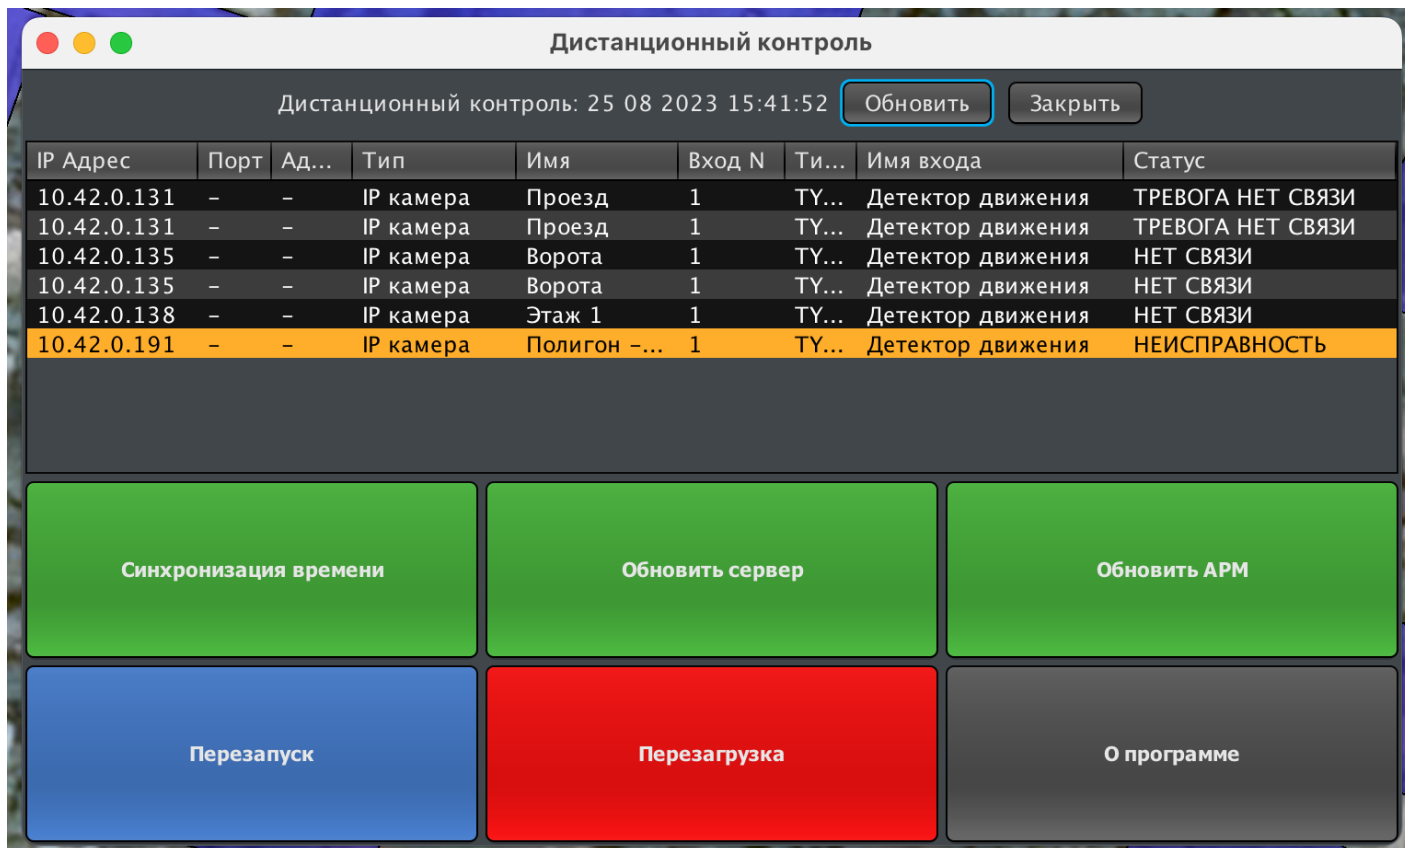 Дистанционный контроль
Дистанционный контроль: 25 08 2023 15:41:52 Обновить Закрыть
IP Адрес Порт Ад... Тип Имя Вход N Ти... Имя входа Статус
10.42.0.131 – – IP камера Проезд 1 TY... Детектор движения ТРЕВОГА НЕТ СВЯЗИ
10.42.0.131 – – IP камера Проезд 1 TY... Детектор движения ТРЕВОГА НЕТ СВЯЗИ
10.42.0.135 – – IP камера Ворота 1 TY... Детектор движения НЕТ СВЯЗИ
10.42.0.135 – – IP камера Ворота 1 TY... Детектор движения НЕТ СВЯЗИ
10.42.0.138 – – IP камера Этаж 1 1 TY... Детектор движения НЕТ СВЯЗИ
10.42.0.191 – – IP камера Полигон –... 1 TY... Детектор движения НЕИСПРАВНОСТЬ
Синхронизация времени Обновить сервер Обновить АРМ
Перезапуск Перезагрузка О программе